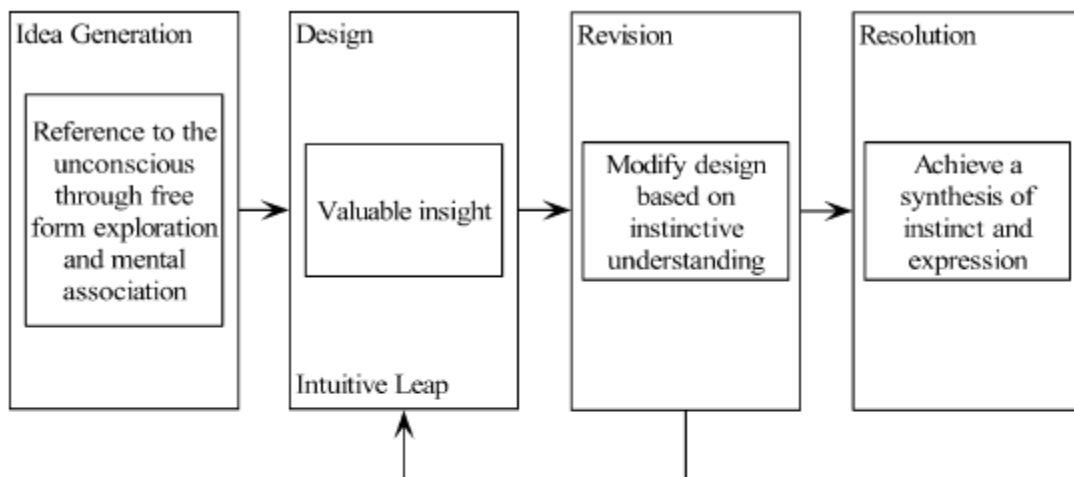 Idea Generation
Reference to the
unconscious
through free
form exploration
and mental
association
Design
Valuable insight
Intuitive Leap
Revision
Modify design
based on
instinctive
understanding
Resolution
Achieve a
synthesis of
instinct and
expression